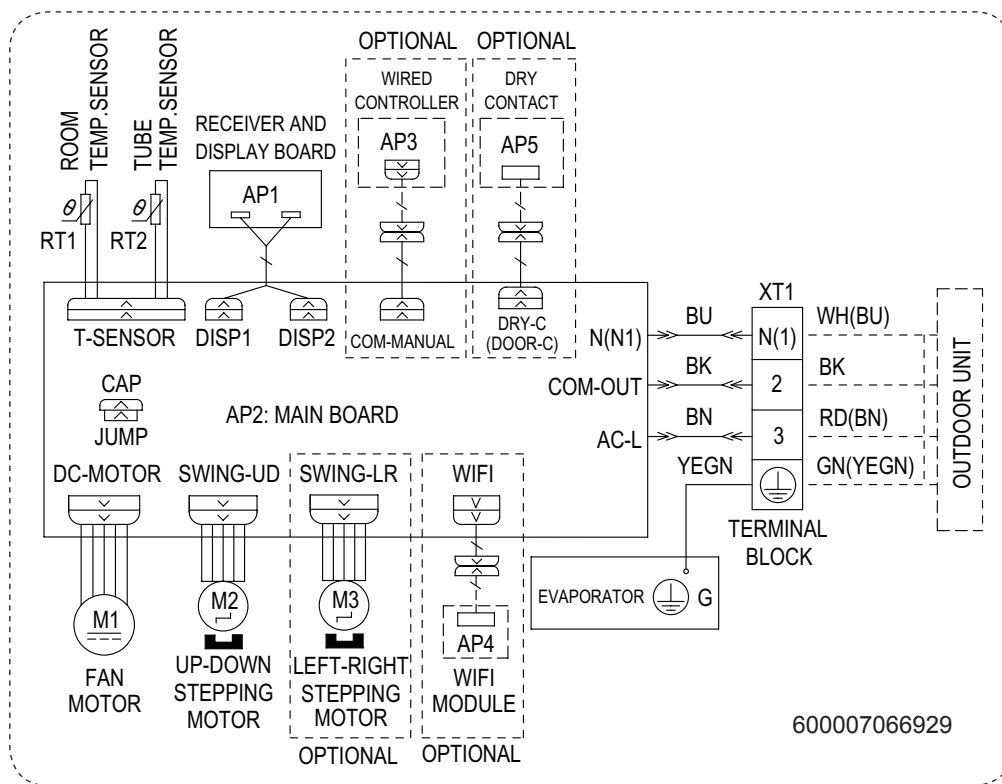 OPTIONAL
OPTIONAL
ROOM
TEMP.SENSOR
TUBE
TEMP.SENSOR
RECEIVER AND
DISPLAY BOARD
WIRED
CONTROLLER
DRY
CONTACT
AP1
AP3
AP5
θ
RT1
θ
RT2
T-SENSOR
DISP1
DISP2
COM-MANUAL
DRY-C
(DOOR-C)
N(N1)
BU
XT1
N(1)
WH(BU)
CAP
JUMP
AP2: MAIN BOARD
COM-OUT
BK
2
BK
AC-L
BN
3
RD(BN)
YEGN
GN(YEGN)
OUTDOOR UNIT
TERMINAL
BLOCK
DC-MOTOR
SWING-UD
SWING-LR
WIFI
M1
M2
M3
AP4
EVAPORATOR
G
FAN
MOTOR
UP-DOWN
STEPPING
MOTOR
LEFT-RIGHT
STEPPING
MOTOR
WIFI
MODULE
OPTIONAL
OPTIONAL
600007066929